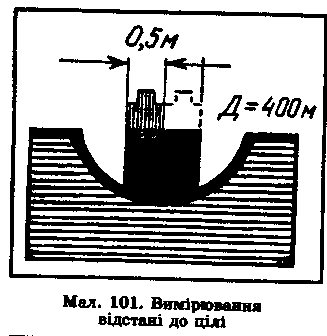 0,5м
Д=400м
Мал. 101. Вимірювання
відстані до цілі